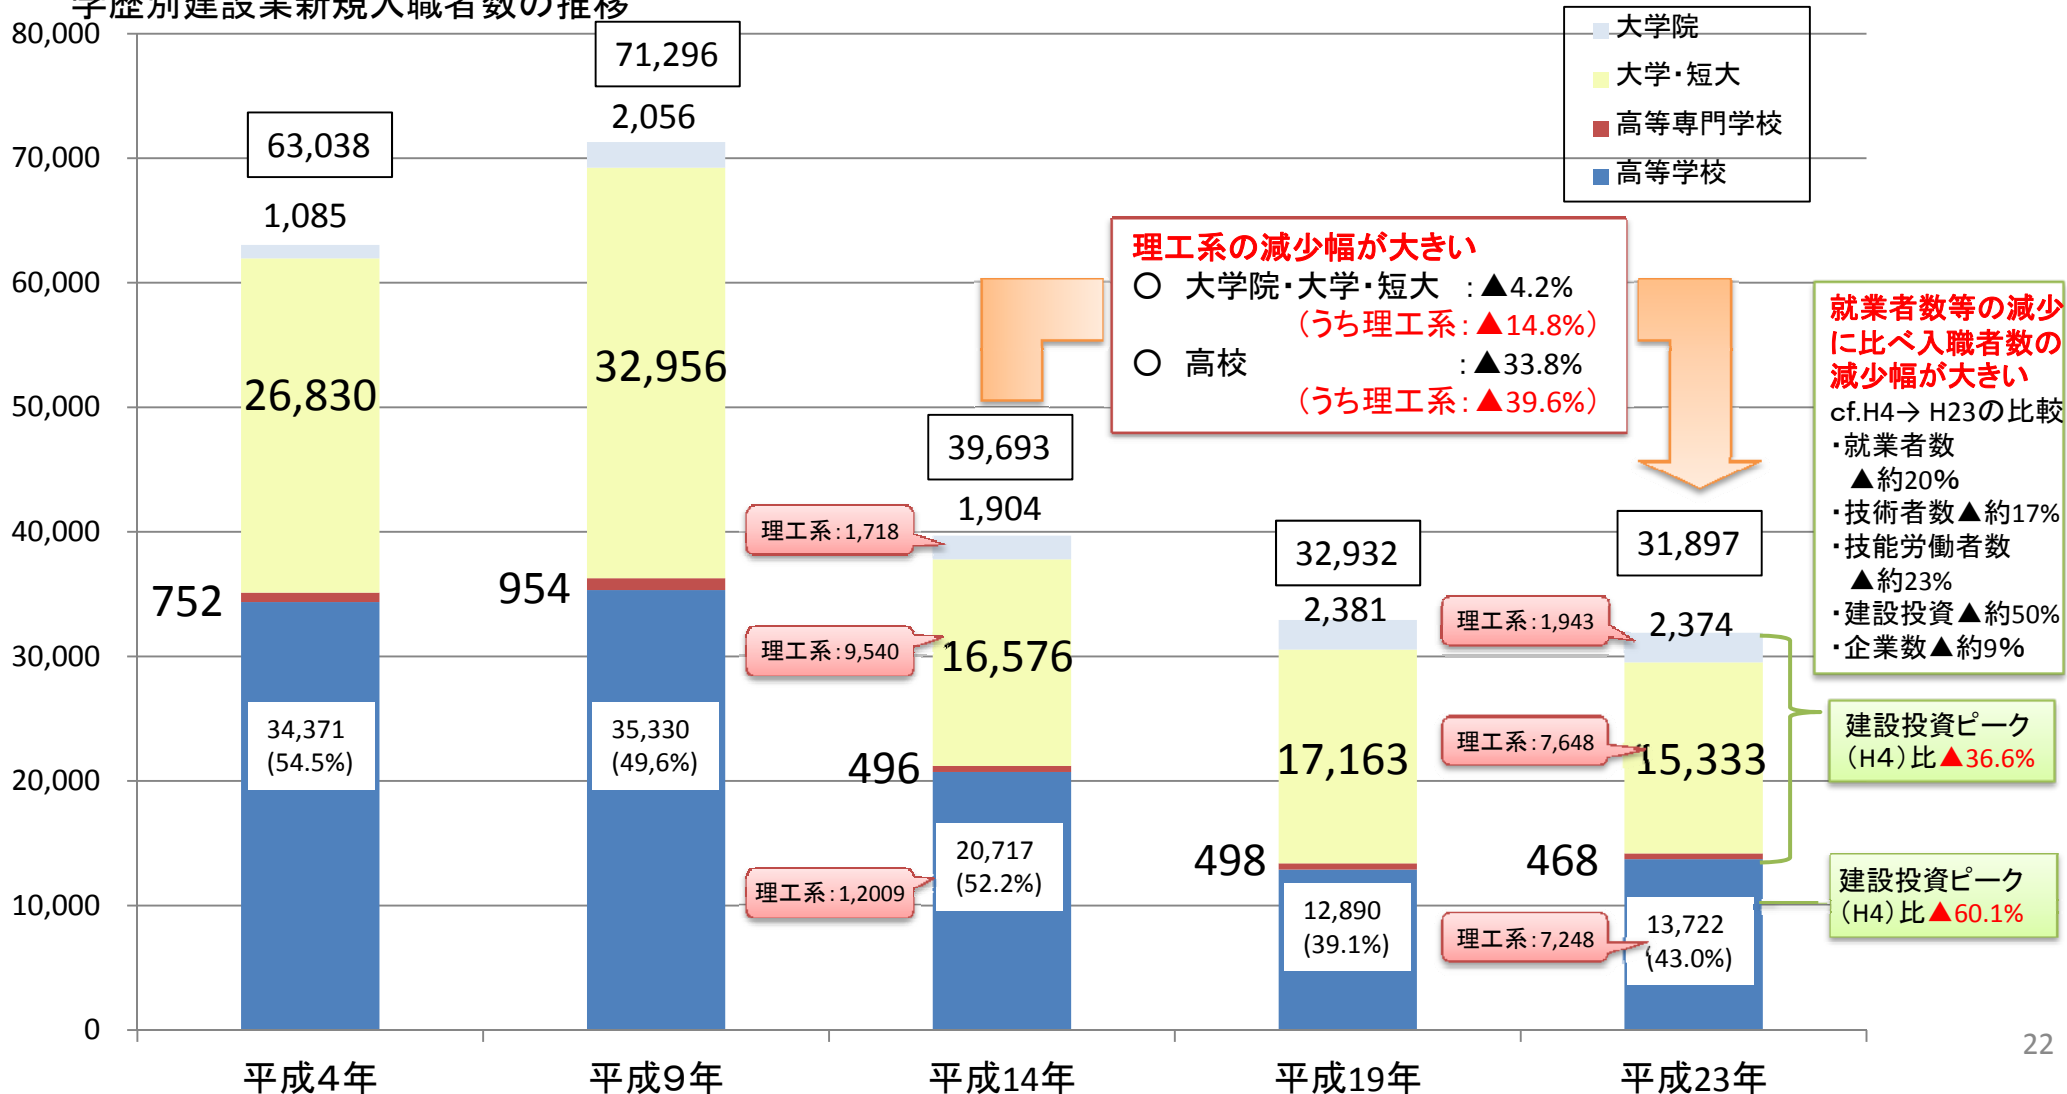 学歴別建設業新規入職者数の推移
80,000
70,000
60,000
50,000
40,000
30,000
20,000
10,000
0
大学院
大学・短大
高等専門学校
高等学校
63,038
1,085
26,830
752
34,371
(54.5%)
平成4年
71,296
2,056
32,956
954
35,330
(49,6%)
平成9年
39,693
1,904
理工系:1,718
16,576
理工系:9,540
496
20,717
(52.2%)
理工系:1,2009
平成14年
32,932
2,381
17,163
498
12,890
(39.1%)
平成19年
31,897
2,374
理工系:1,943
15,333
理工系:7,648
468
13,722
(43.0%)
理工系:7,248
平成23年
理工系の減少幅が大きい
○ 大学院・大学・短大 :▲4.2%
(うち理工系:▲14.8%)
○ 高校 :▲33.8%
(うち理工系:▲39.6%)
就業者数等の減少
に比べ入職者数の
減少幅が大きい
cf.H4→ H23の比較
・就業者数
▲約20%
・技術者数▲約17%
・技能労働者数
▲約23%
・建設投資▲約50%
・企業数▲約9%
建設投資ピーク
(H4)比▲36.6%
建設投資ピーク
(H4)比▲60.1%
22